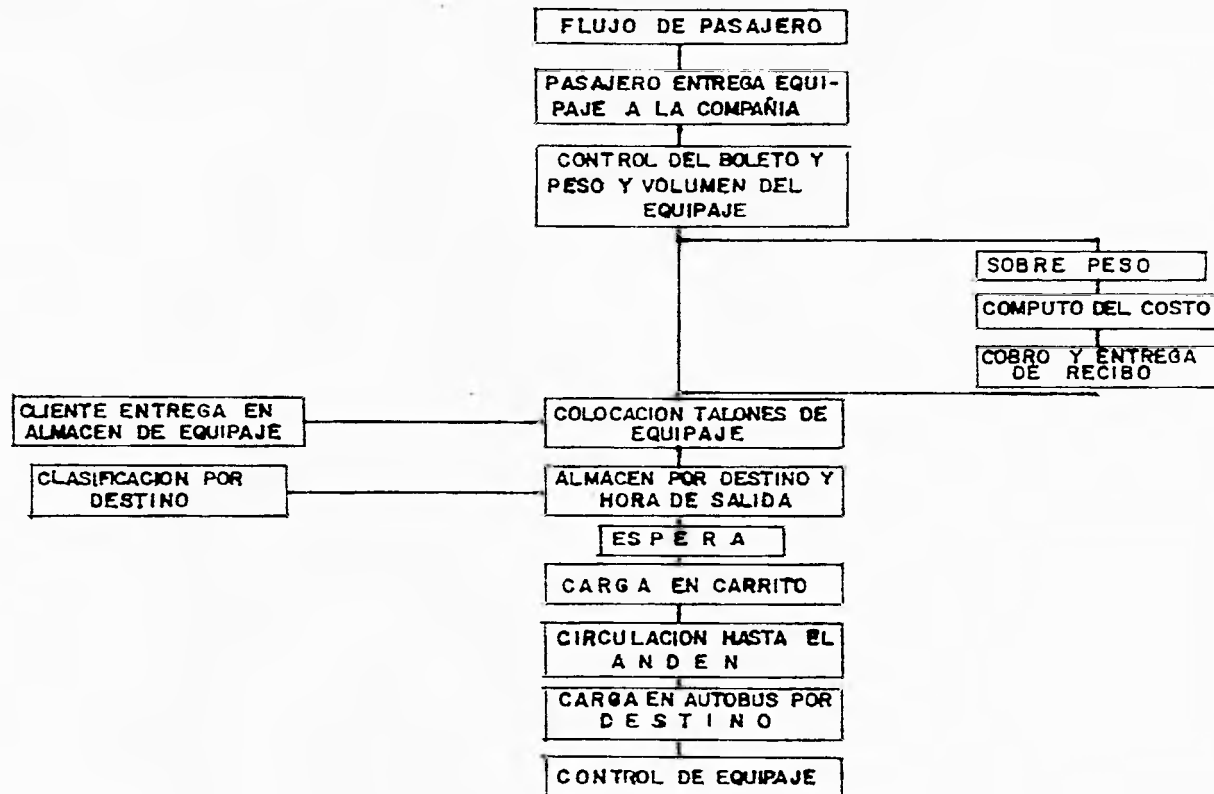 FLUJO DE PASAJERO
PASAJERO ENTREGA EQUI-
PAJE A LA COMPAÑIA
CONTROL DEL BOLETO Y
PESO Y VOLUMEN DEL
EQUIPAJE
SOBRE PESO
COMPUTO DEL COSTO
COBRO Y ENTREGA
DE RECIBO
CLIENTE ENTREGA EN
ALMACEN DE EQUIPAJE
COLOCACION TALONES DE
EQUIPAJE
CLASIFICACION POR
DESTINO
ALMACEN POR DESTINO Y
HORA DE SALIDA
ESPERA
CARGA EN CARRITO
CIRCULACION HASTA EL
ANDEN
CARGA EN AUTOBUS POR
DESTINO
CONTROL DE EQUIPAJE